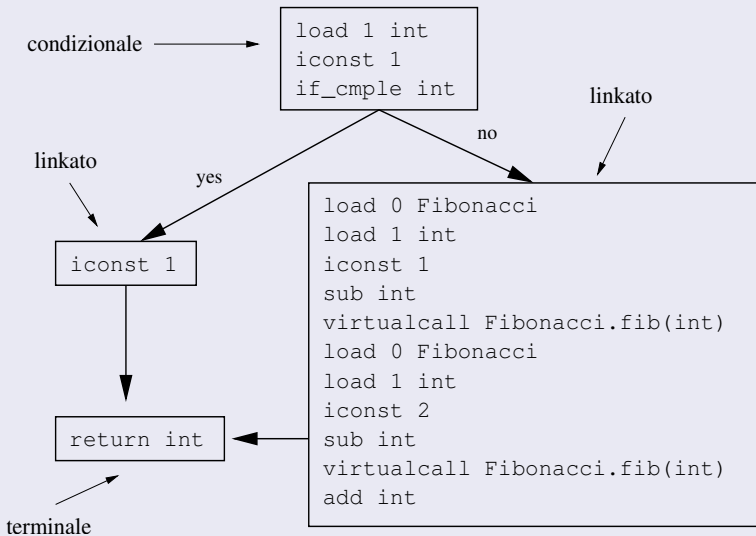 condizionale
load 1 int
iconst 1
if_cmple int
linkato
no
linkato
yes
load 0 Fibonacci
load 1 int
iconst 1
sub int
virtualcall Fibonacci.fib(int)
load 0 Fibonacci
load 1 int
iconst 2
sub int
virtualcall Fibonacci.fib(int)
add int
iconst 1
return int
terminale